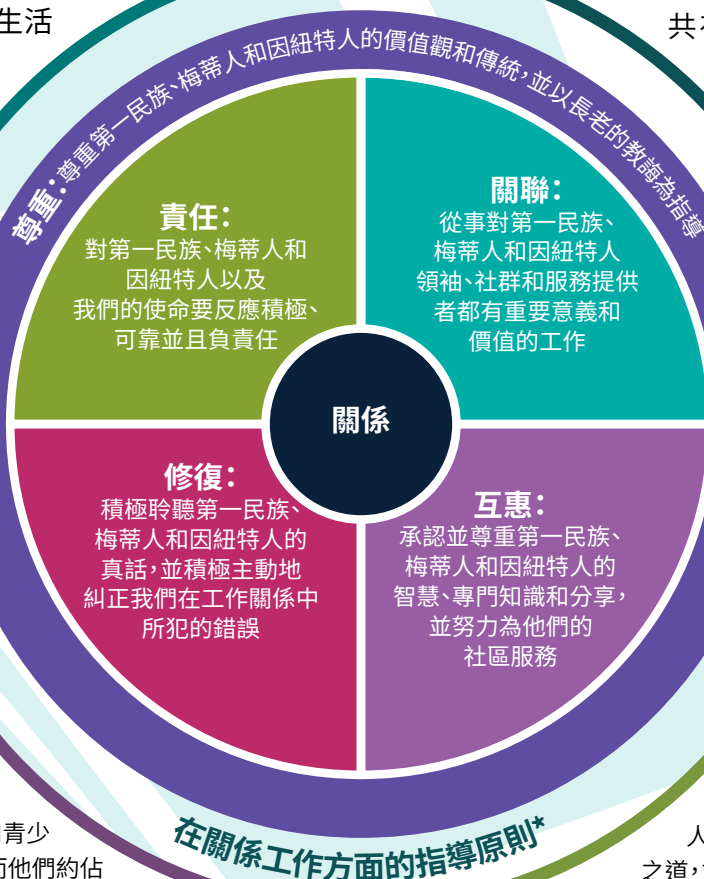 生活
尊重：尊重第一民族、梅蒂人和因紐特人的價值觀和傳統，並以長老的教誨為指導
責任：
對第一民族、梅蒂人和
因紐特人以及
我們的使命要反應積極、
可靠並且負責任
關聯：
從事對第一民族、
梅蒂人和因紐特人
領袖、社群和服務提供
者都有重要意義和
價值的工作
關係
修復：
積極聆聽第一民族、
梅蒂人和因紐特人的
真話，並積極主動地
糾正我們在工作關係中
所犯的錯誤
互惠：
承認並尊重第一民族、
梅蒂人和因紐特人的
智慧、專門知識和分享，
並努力為他們的
社區服務
在關係工作方面的指導原則*
共
青少
他們約佔
人
之道，